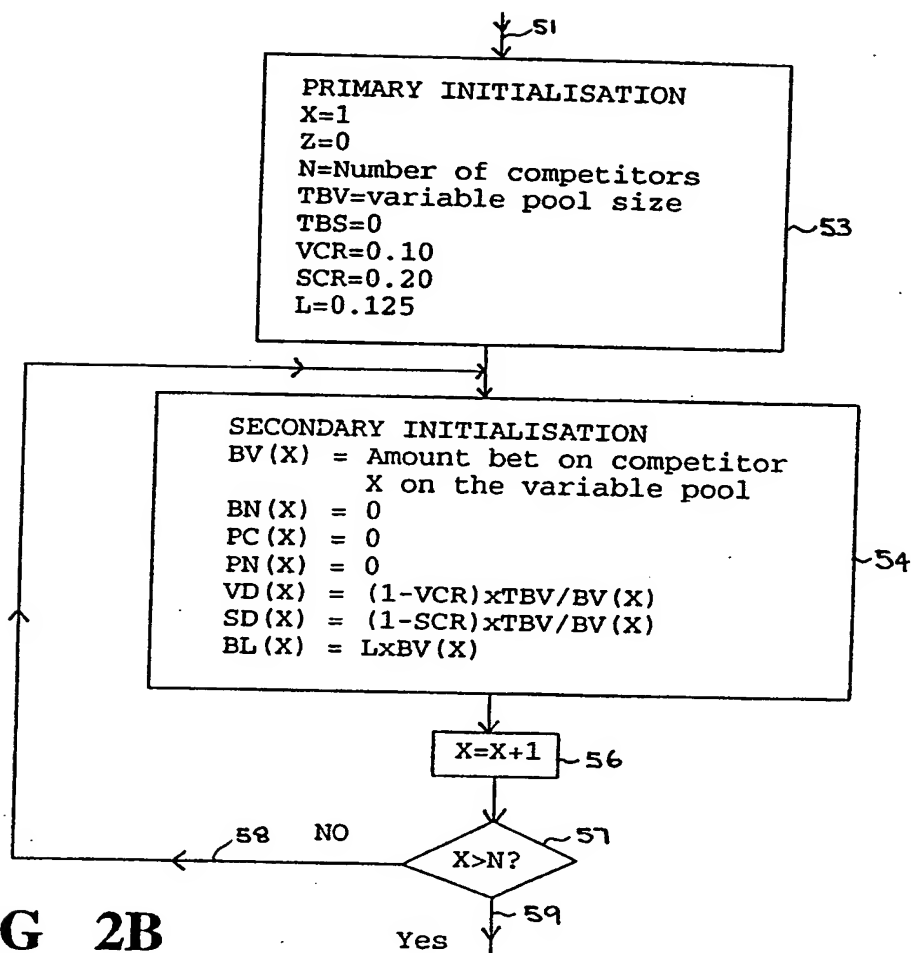 51
PRIMARY INITIALISATION
X=1
Z=0
N=Number of competitors
TBV=variable pool size
TBS=0
VCR=0.10
SCR=0.20
L=0.125
53
SECONDARY INITIALISATION
BV(X) = Amount bet on competitor
X on the variable pool
BN(X) = 0
PC(X) = 0
PN(X) = 0
VD(X) = (1-VCR)xTBV/BV(X)
SD(X) = (1-SCR)xTBV/BV(X)
BL(X) = LxBV(X)
54
X=X+1
56
58 NO
X>N?
57
59
Yes
G 2B